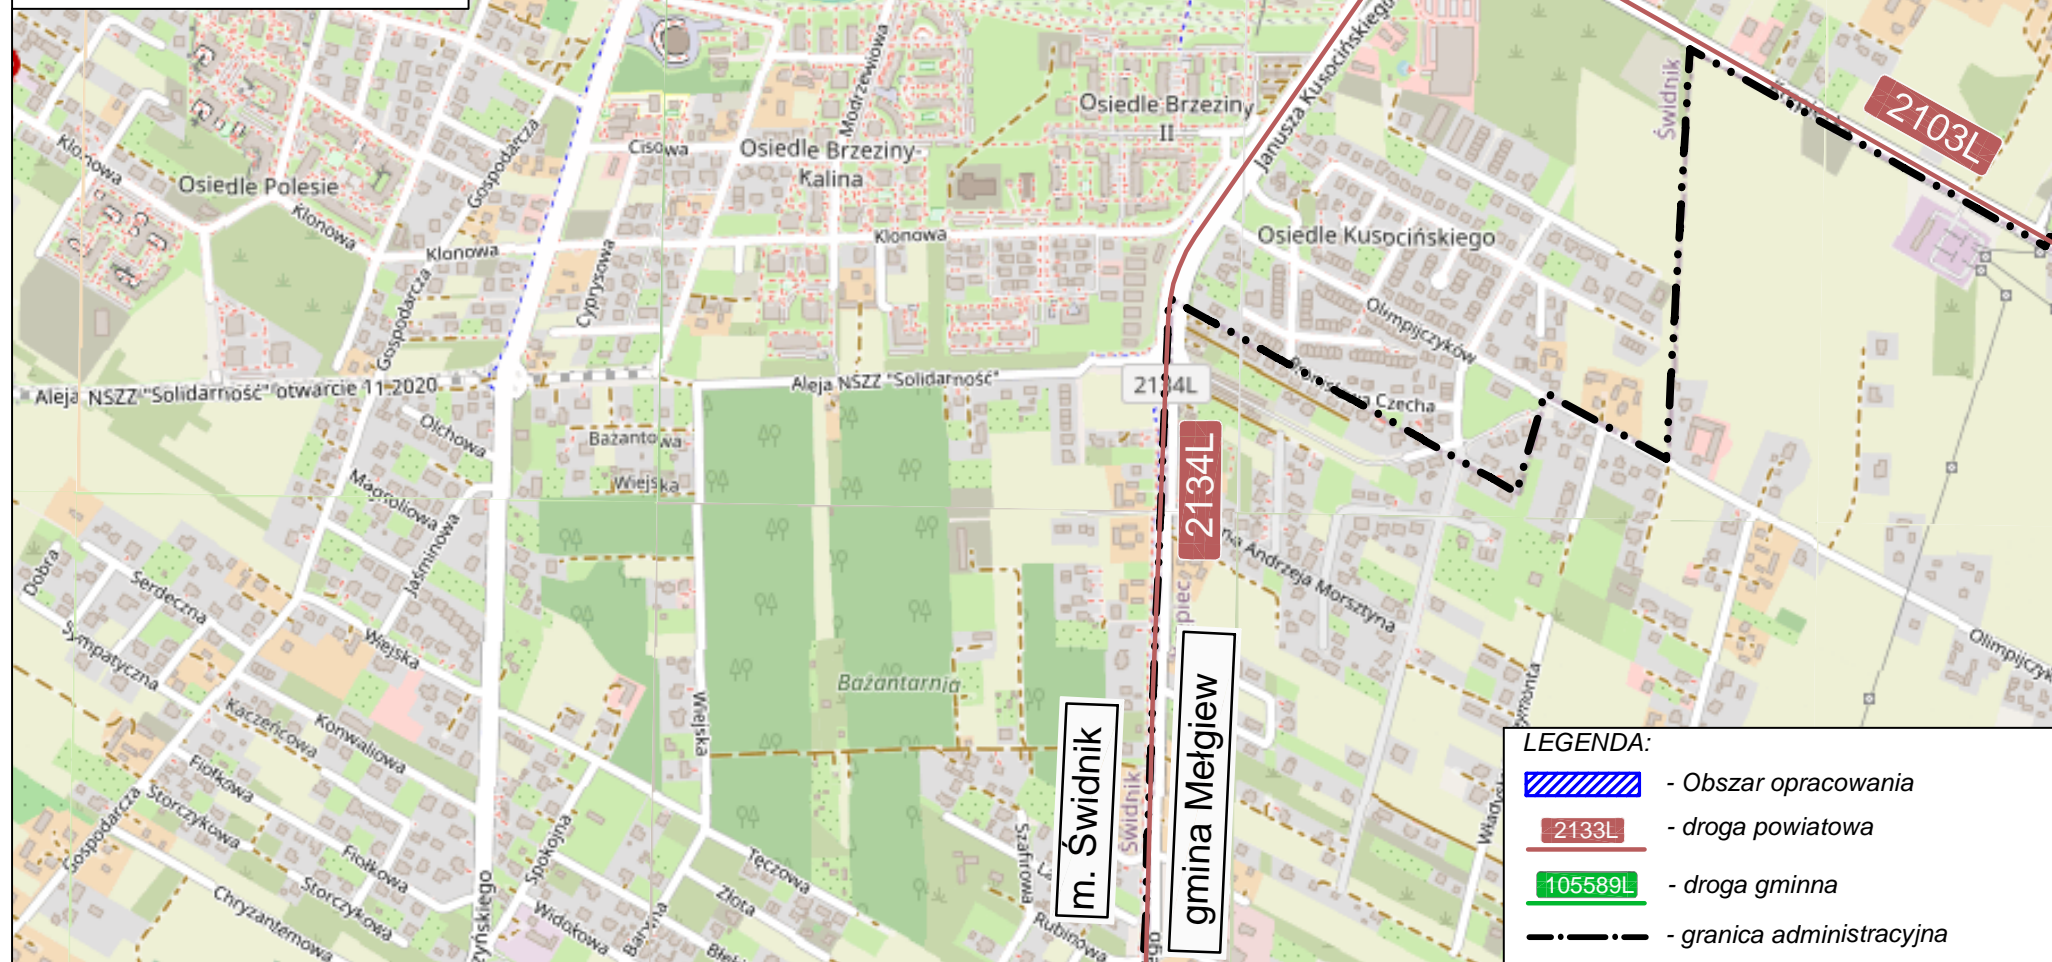 Klonowa
Osiedle Polesie
Klonowa
Gospodarcza
Klonowa
Gospodarcza
Cisowa
Cyprysowa
Modrzewiowa
Osiedle Brzeziny-
Kalina
Klonowa
Osiedle Brzeziny
II
Janusza Kusocińskiego
Osiedle Kusocińskiego
Olimpijczyków
Świdnik
2103L
Aleja NSZZ "Solidarność" otwarcie 11.2020
Aleja NSZZ "Solidarność"
2134L
2134L
Czecha
Olchowa
Magnoliowa
Jaśminowa
Bażantowa
Wiejska
Dobra
Serdeczna
Sympatyczna
Wiejska
Kaczeńcowa
Konwaliowa
Fiołkowa
Storczykowa
Gospodarcza
Fiołkowa
Storczykowa
Chryzantemowa
Spokojna
Widokowa
Barwna
Złota
Tęczowa
Wiejska
Bażantarnia
Szafirowa
Rubinowa
Świdnik
m. Świdnik
gmina Mełgiew
Andrzeja Morsztyna
LEGENDA:
- Obszar opracowania
2133L - droga powiatowa
105589L - droga gminna
- granica administracyjna